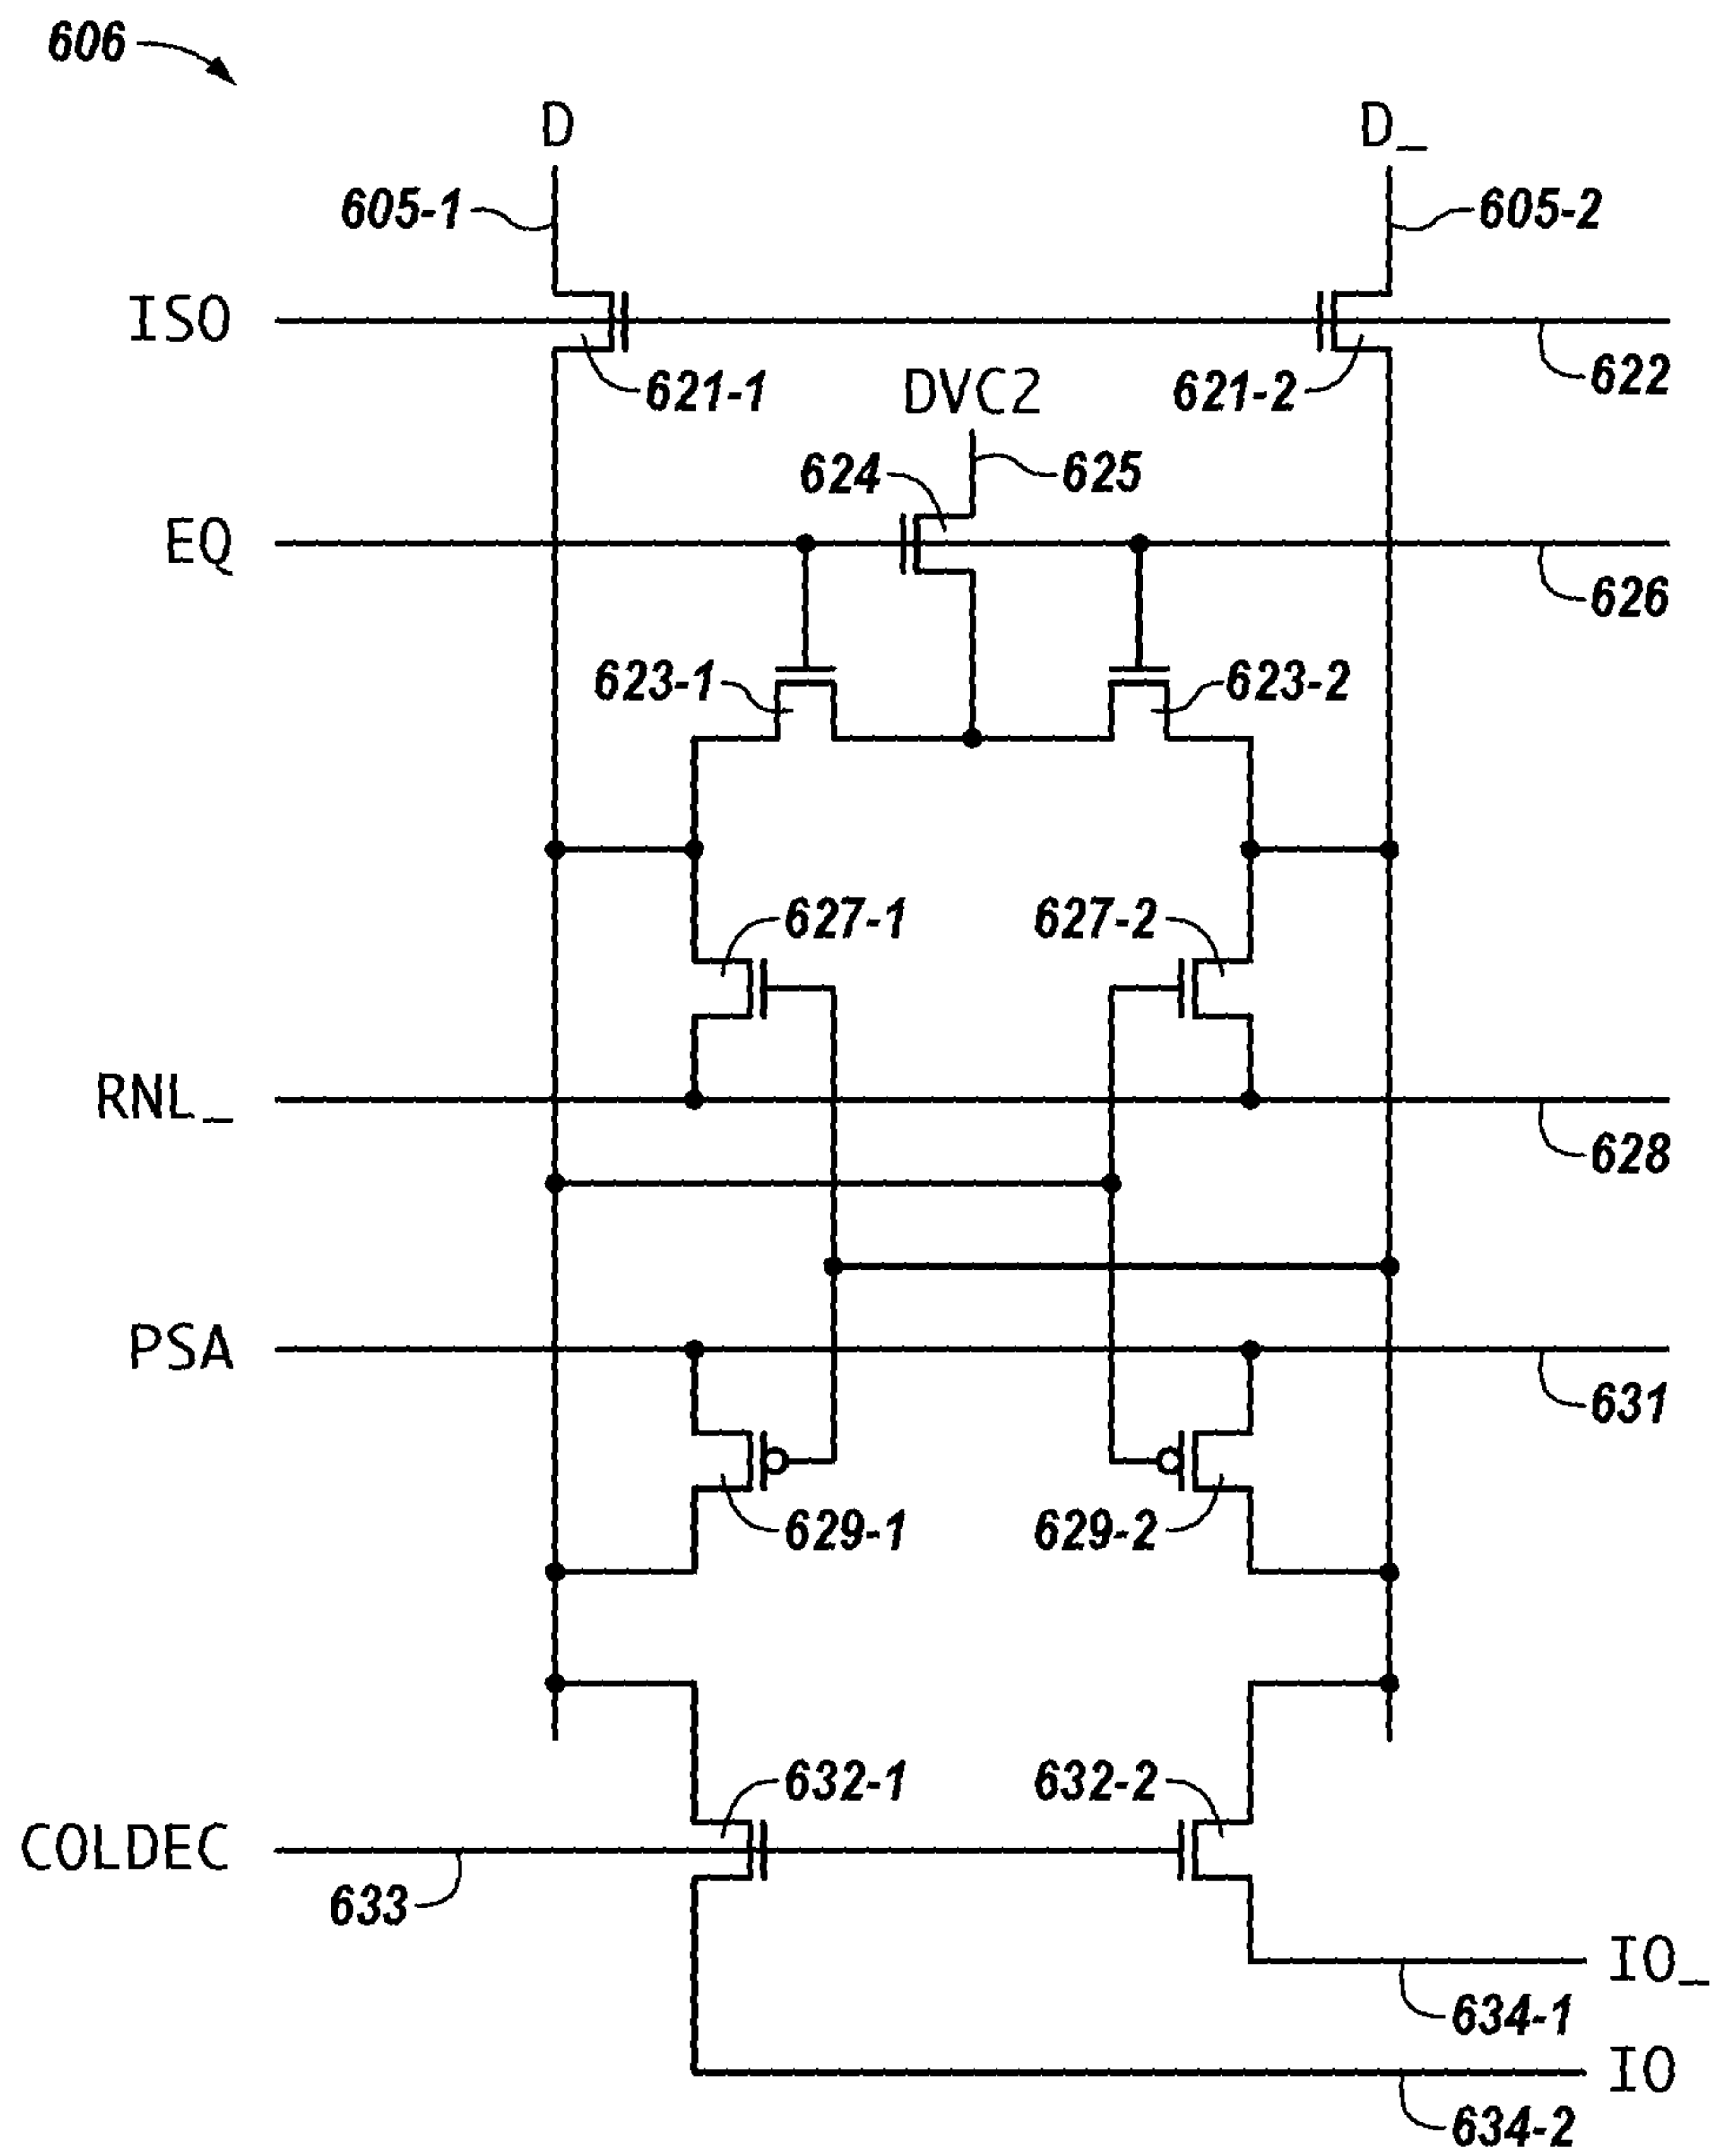 606
D D_
605-1 605-2
ISO
621-1 621-2 622
DVC2
624 625
EQ
626
623-1 623-2
627-1 627-2
RNL_
628
PSA
631
629-1 629-2
632-1 632-2
COLDEC
633
IO_
634-1
IO
634-2